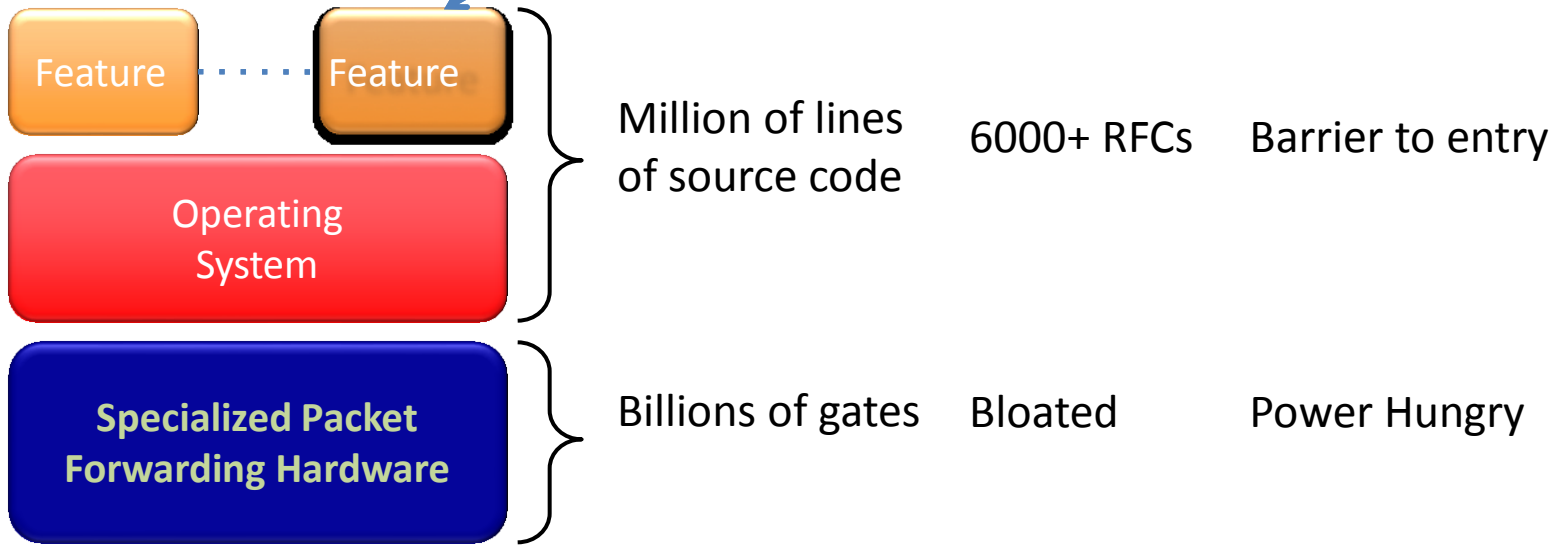 Feature
Feature
Million of lines
of source code
6000+ RFCs
Barrier to entry
Operating
System
Specialized Packet
Forwarding Hardware
Billions of gates
Bloated
Power Hungry